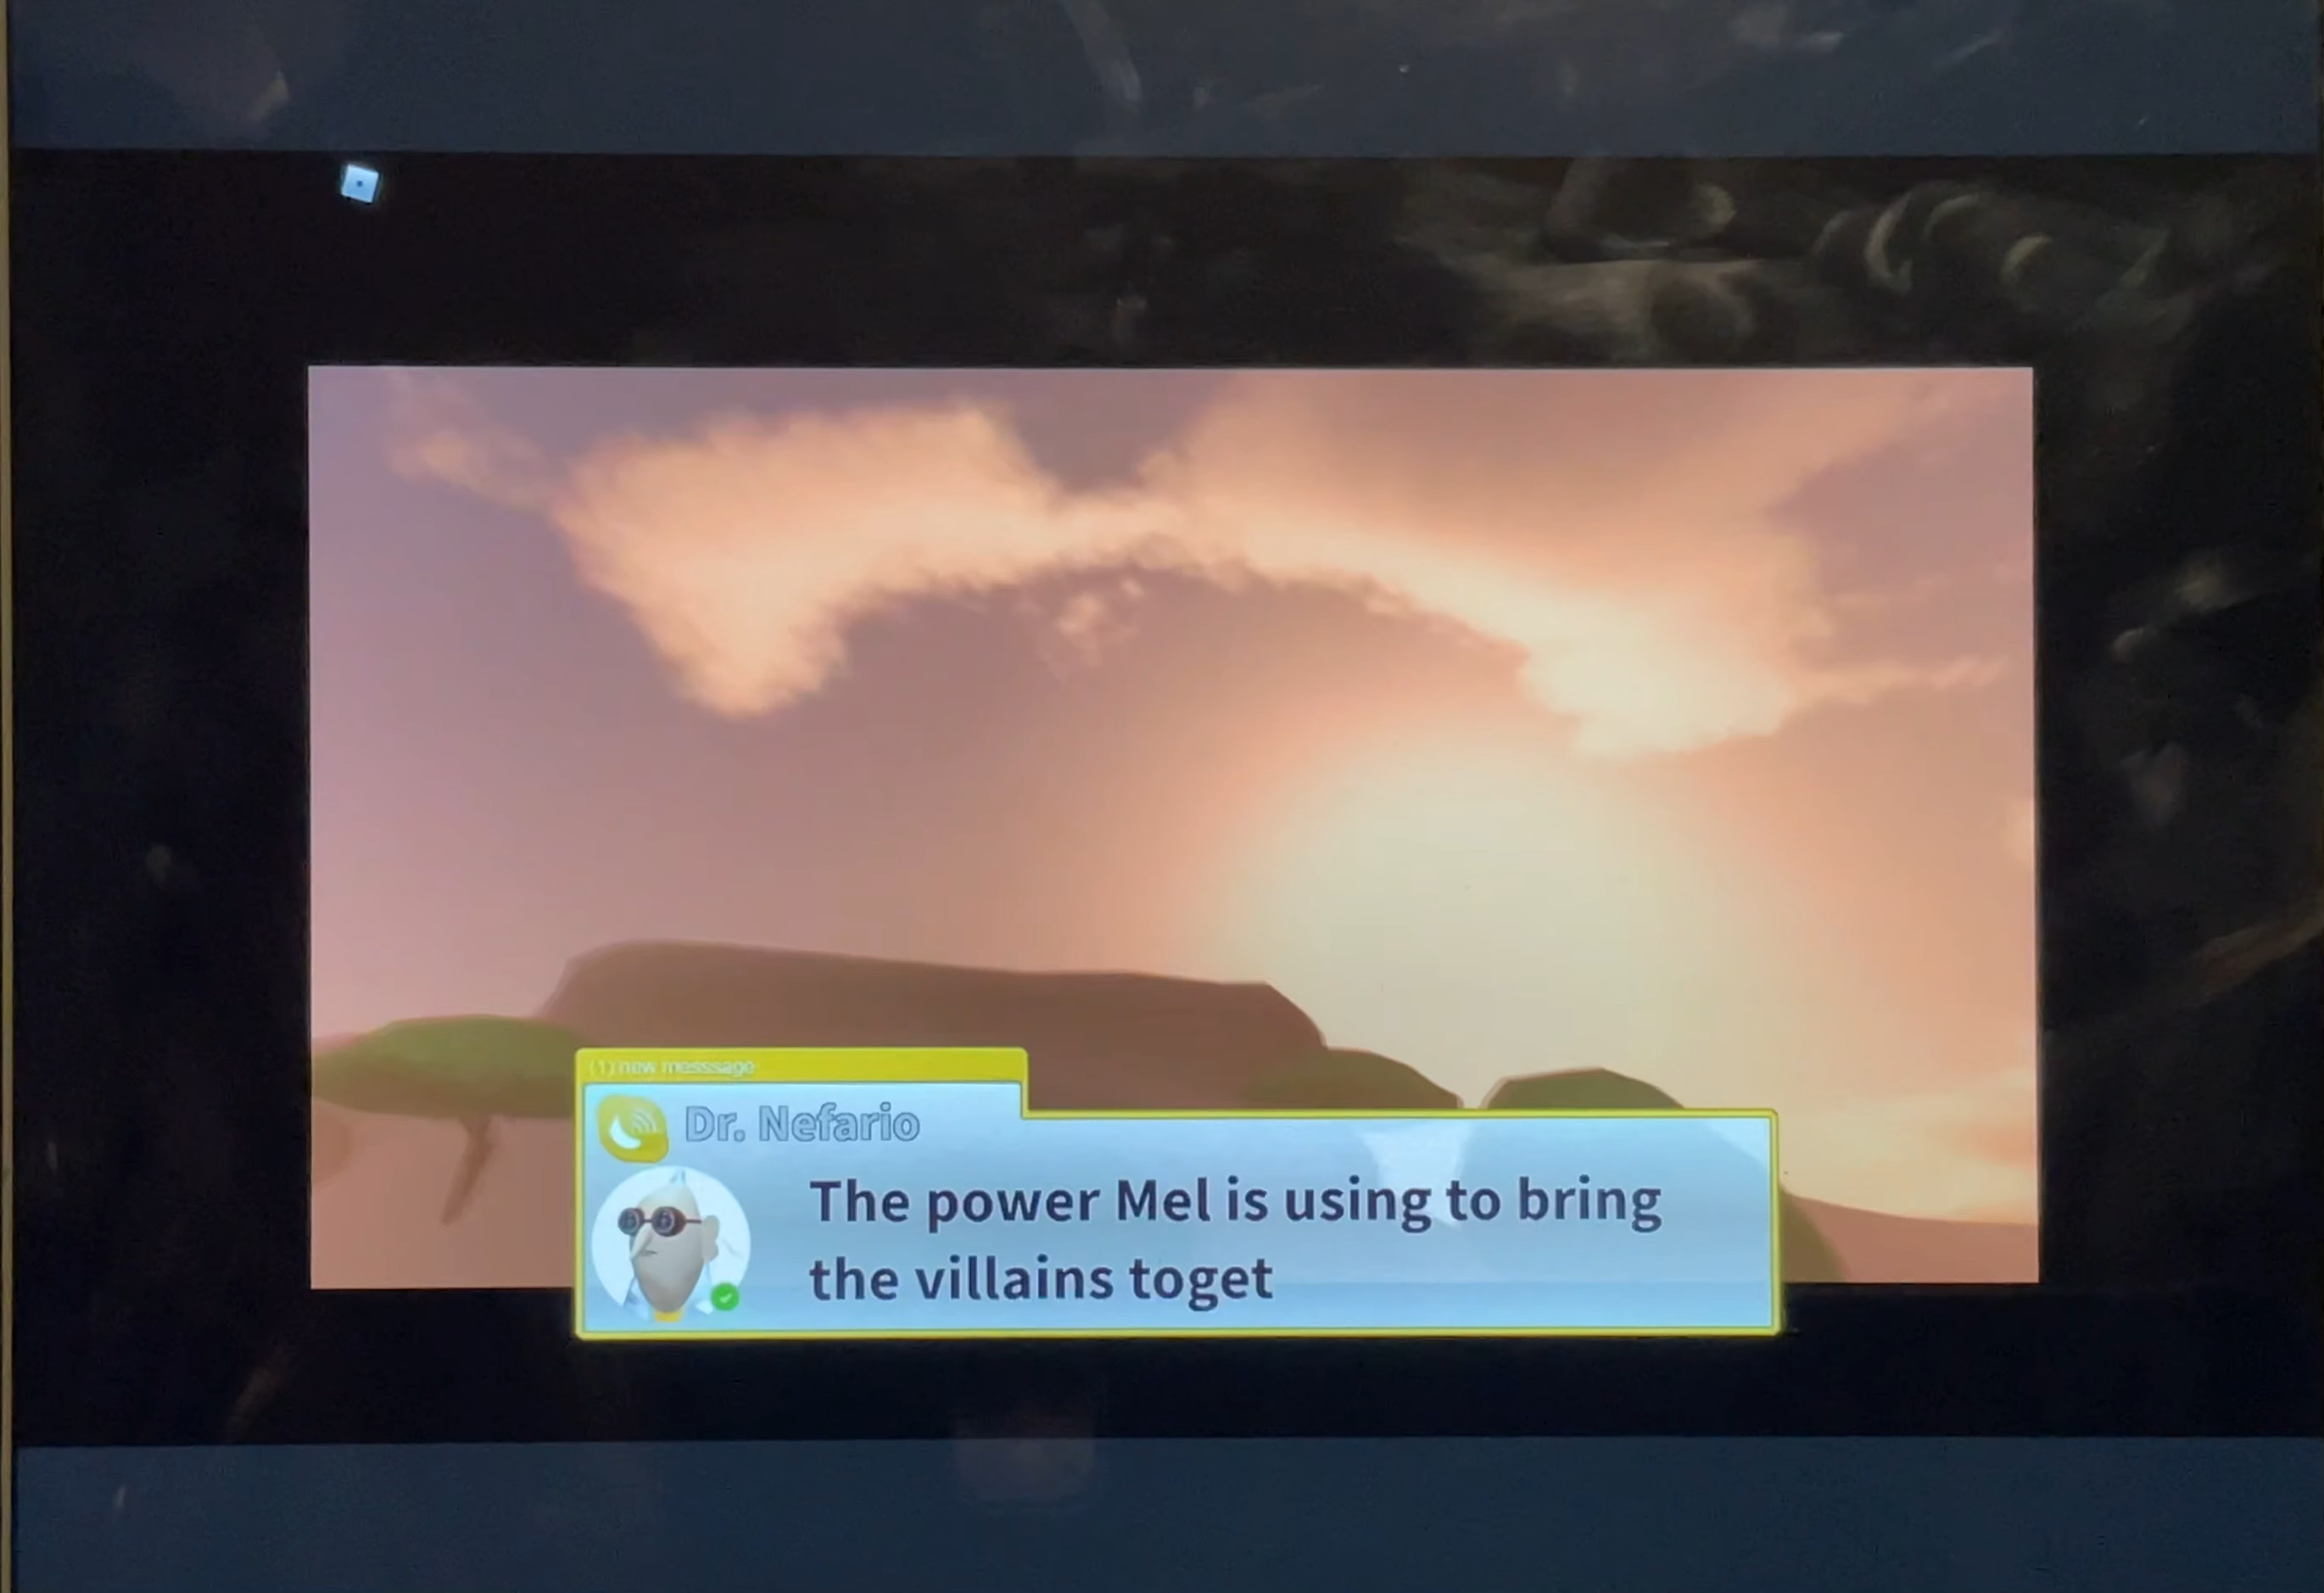 (1) new messsage
Dr. Nefario
The power Mel is using to bring
the villains toget